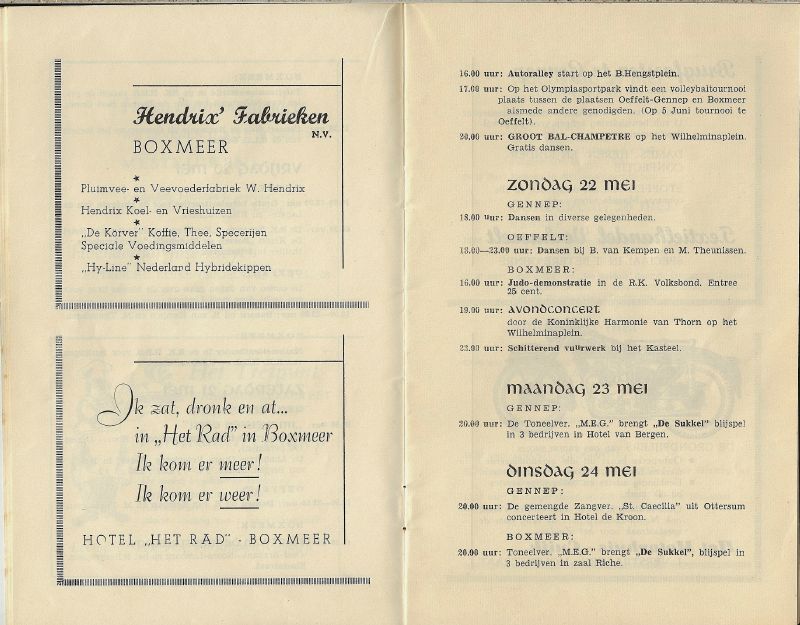 Hendrix' Fabrieken
N.V.
BOXMEER
Pluimvee- en Veevoederfabriek W. Hendrix
Hendrix Koel- en Vrieshuizen
„De Körver" Koffie, Thee, Specerijen
Speciale Voedingsmiddelen
„Hy-Line" Nederland Hybridekippen
Ik zat, dronk en at...
in „Het Rad" in Boxmeer
Ik kom er meer!
Ik kom er weer!
HOTEL „HET RAD" - BOXMEER
16.00 uur: Autoralley start op het B.Hengstplein.
17.00 uur: Op het Olympiasportpark vindt een volleybaltournooi
plaats tussen de plaatsen Oeffelt-Gennep en Boxmeer
alsmede andere genodigden. (Op 5 Juni tournooi te
Oeffelt).
20.00 uur: GROOT BAL-CHAMPETRE op het Wilhelminaplein.
Gratis dansen.
ZONDAG 22 MEI
GENNEP:
18.00 uur: Dansen in diverse gelegenheden.
OEFFELT:
18.00—23.00 uur: Dansen bij B. van Kempen en M. Theunissen.
BOXMEER:
16.00 uur: Judo-demonstratie in de R.K. Volksbond. Entree
25 cent.
19.00 uur: AVONDCONCERT
door de Koninklijke Harmonie van Thorn op het
Wilhelminaplein.
23.00 uur: Schitterend vuurwerk bij het Kasteel.
MAANDAG 23 MEI
GENNEP:
20.00 uur: De Toneelver. „M.E.G." brengt „De Sukkel" blijspel
in 3 bedrijven in Hotel van Bergen.
DINSDAG 24 MEI
GENNEP:
20.00 uur: De gemengde Zangver. „St. Caecilia" uit Ottersum
concerteert in Hotel de Kroon.
BOXMEER:
20.00 uur: Toneelver. „M.E.G." brengt „De Sukkel", blijspel in
3 bedrijven in zaal Riche.